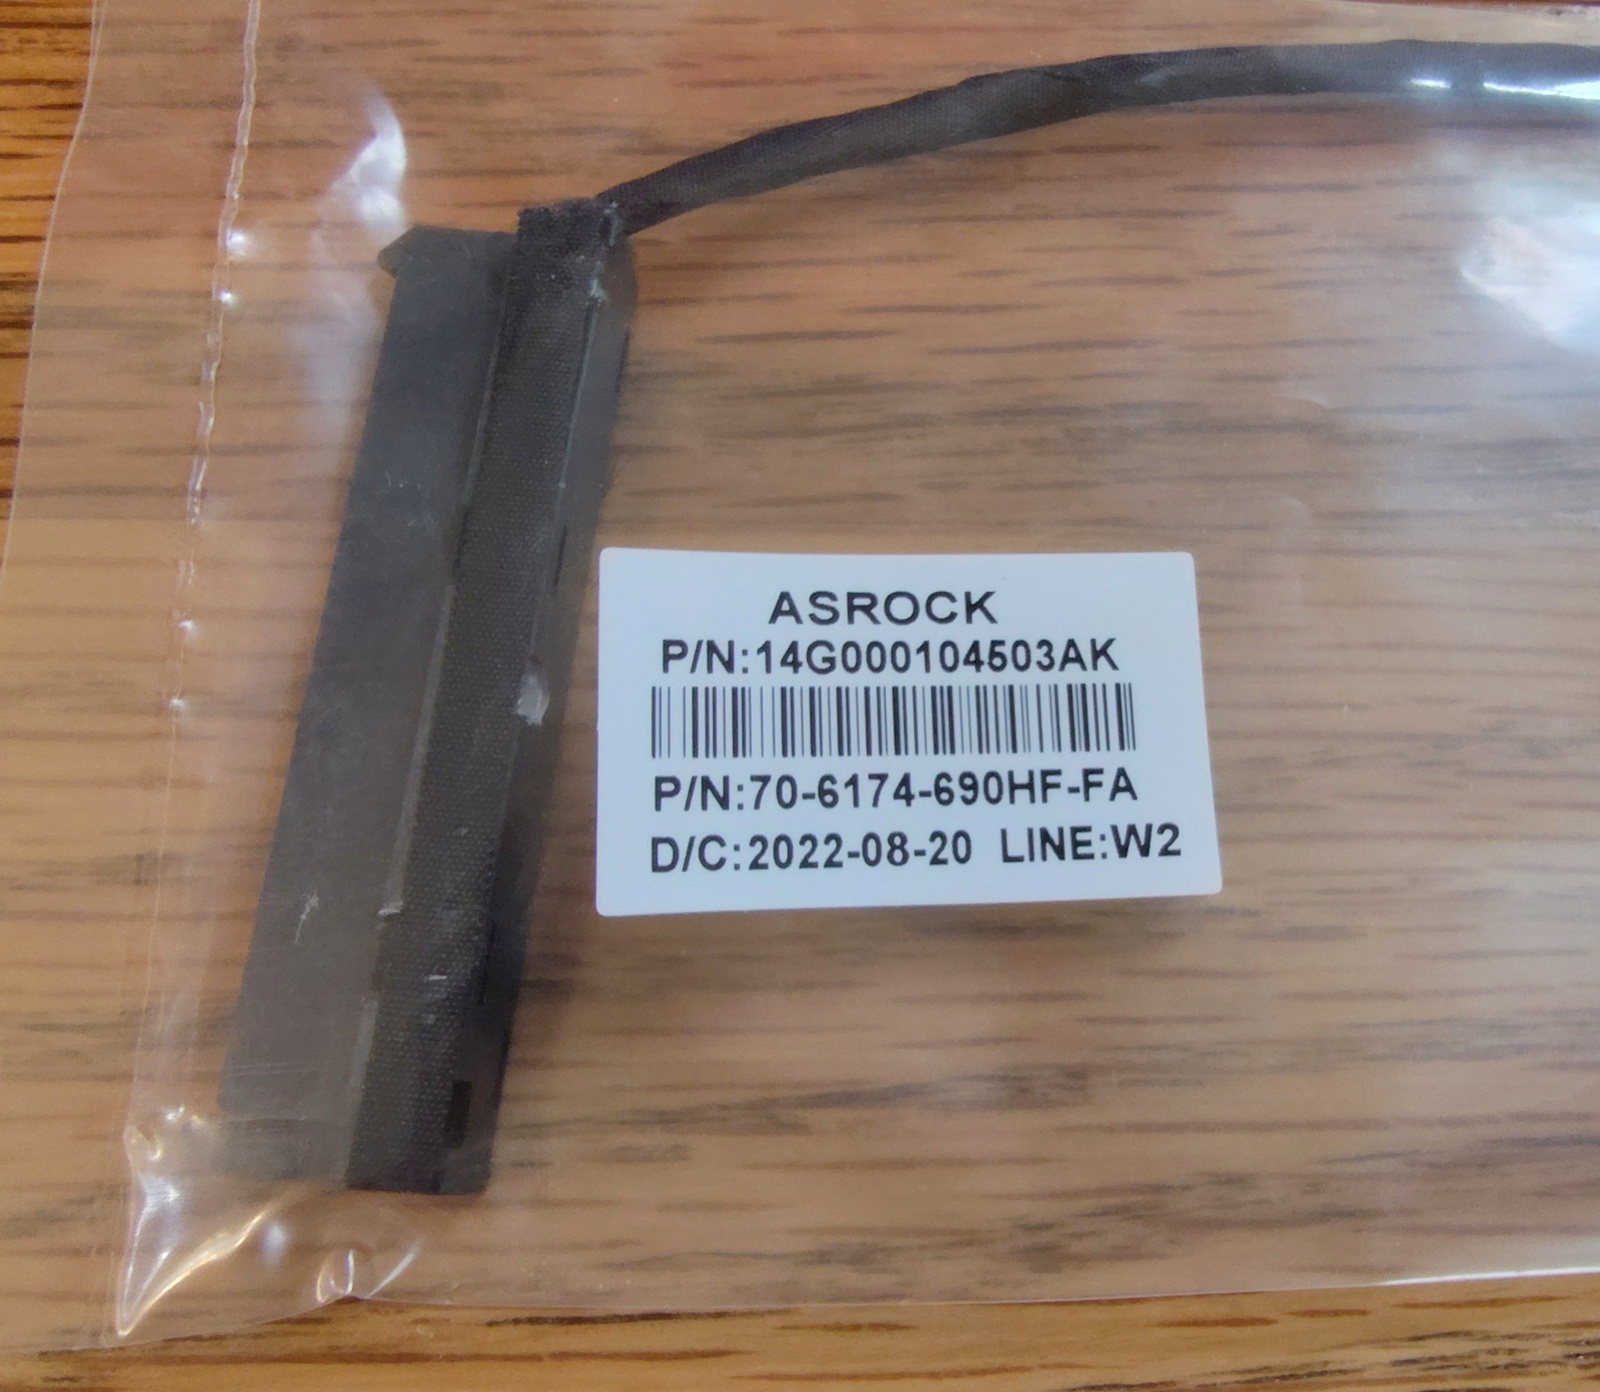 ASROCK
P/N:14G000104503AK
P/N:70-6174-690HF-FA
D/C:2022-08-20 LINE:W2